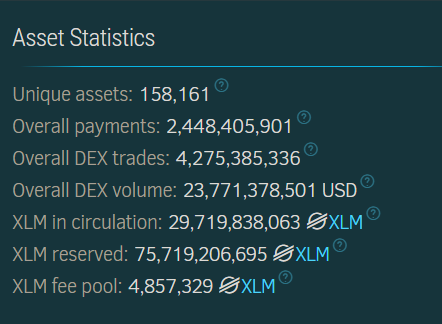 Asset Statistics
Unique assets: 158,161
Overall payments: 2,448,405,901
Overall DEX trades: 4,275,385,336
Overall DEX volume: 23,771,378,501 USD
XLM in circulation: 29,719,838,063 XLM
XLM reserved: 75,719,206,695 XLM
XLM fee pool: 4,857,329 XLM